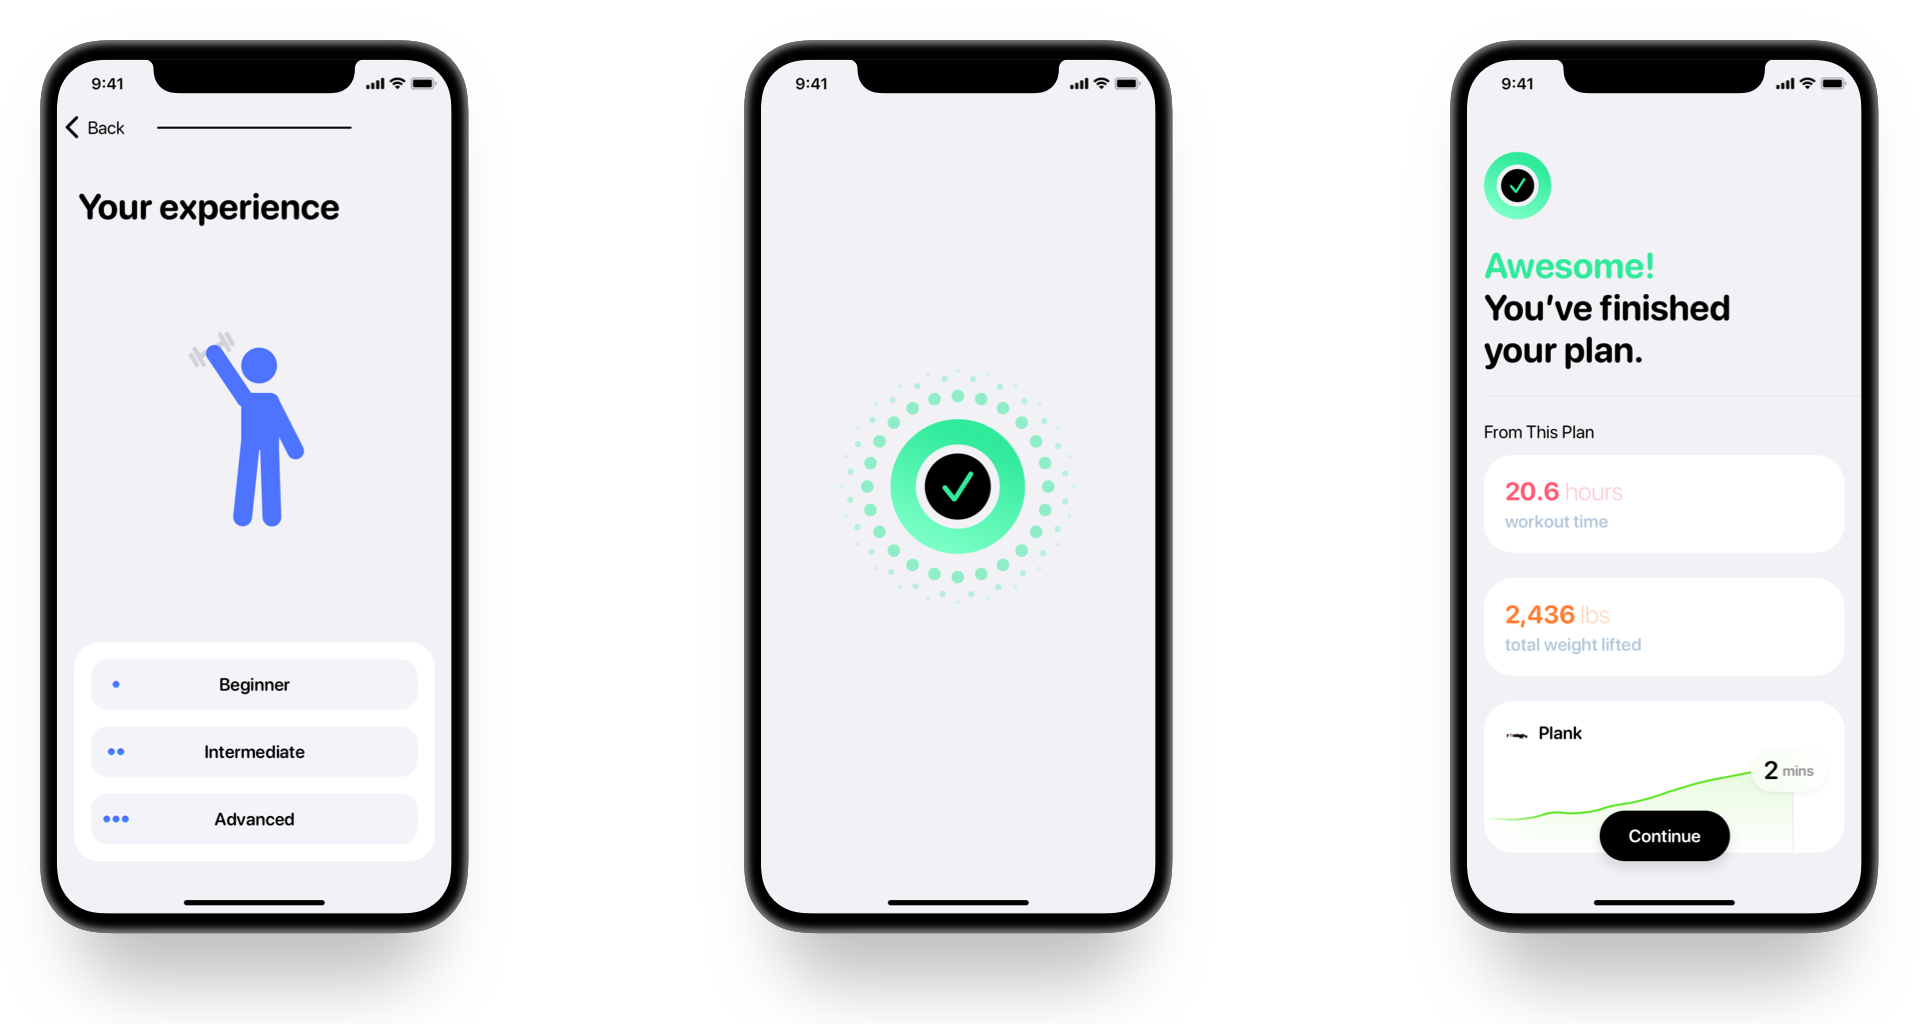 9:41
Back
Your experience
Beginner
Intermediate
Advanced
9:41
9:41
Awesome!
You've finished
your plan.
From This Plan
20.6 hours
workout time
2,436 lbs
total weight lifted
Plank
2 mins
Continue